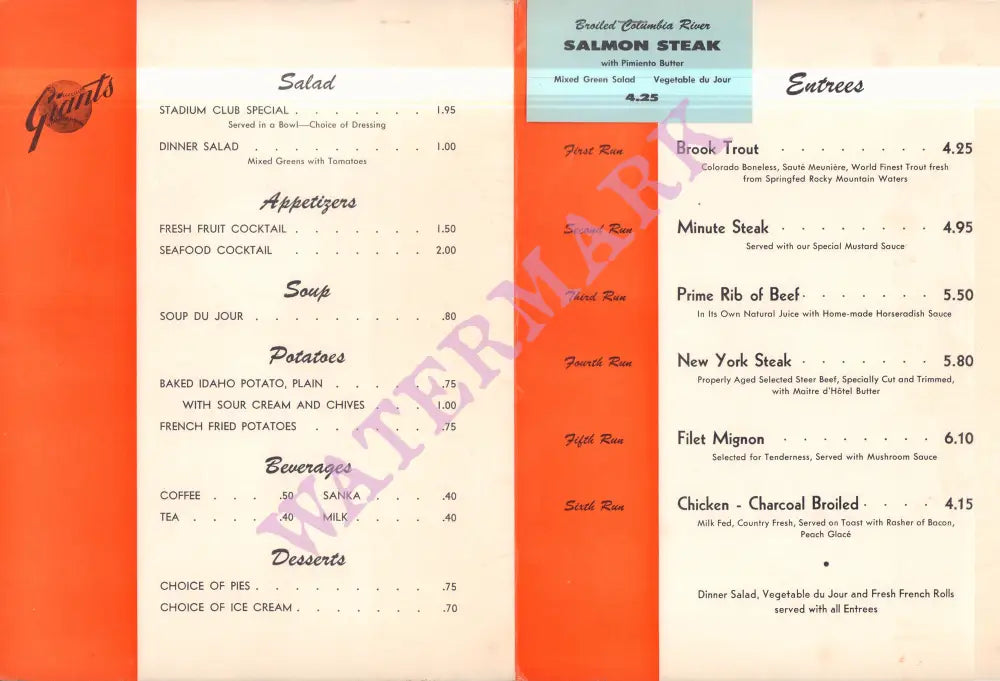 Giants
Salad
STADIUM CLUB SPECIAL . . . . . . . 1.95
Served in a Bowl—Choice of Dressing
DINNER SALAD . . . . . . . . . 1.00
Mixed Greens with Tomatoes
Appetizers
FRESH FRUIT COCKTAIL . . . . . . . 1.50
SEAFOOD COCKTAIL . . . . . . . 2.00
Soup
SOUP DU JOUR . . . . . . . . . .80
Potatoes
BAKED IDAHO POTATO, PLAIN . . . . . .75
WITH SOUR CREAM AND CHIVES . . . 1.00
FRENCH FRIED POTATOES . . . . . . .75
Beverages
COFFEE . . . .50 SANKA . . . .40
TEA . . . . .40 MILK . . . . .40
Desserts
CHOICE OF PIES . . . . . . . . .75
CHOICE OF ICE CREAM . . . . . . . .70
Broiled Columbia River
SALMON STEAK
with Pimiento Butter
Mixed Green Salad Vegetable du Jour
4.25
Entrees
First Run Brook Trout . . . . . . . . 4.25
Colorado Boneless, Sauté Meunière, World Finest Trout fresh
from Springfed Rocky Mountain Waters
Second Run Minute Steak . . . . . . . . 4.95
Served with our Special Mustard Sauce
Third Run Prime Rib of Beef . . . . . . . 5.50
In Its Own Natural Juice with Home-made Horseradish Sauce
Fourth Run New York Steak . . . . . . . 5.80
Properly Aged Selected Steer Beef, Specially Cut and Trimmed,
with Maitre d'Hôtel Butter
Fifth Run Filet Mignon . . . . . . . . 6.10
Selected for Tenderness, Served with Mushroom Sauce
Sixth Run Chicken - Charcoal Broiled . . . . 4.15
Milk Fed, Country Fresh, Served on Toast with Rasher of Bacon,
Peach Glacé
•
Dinner Salad, Vegetable du Jour and Fresh French Rolls
served with all Entrees
WATERMARK